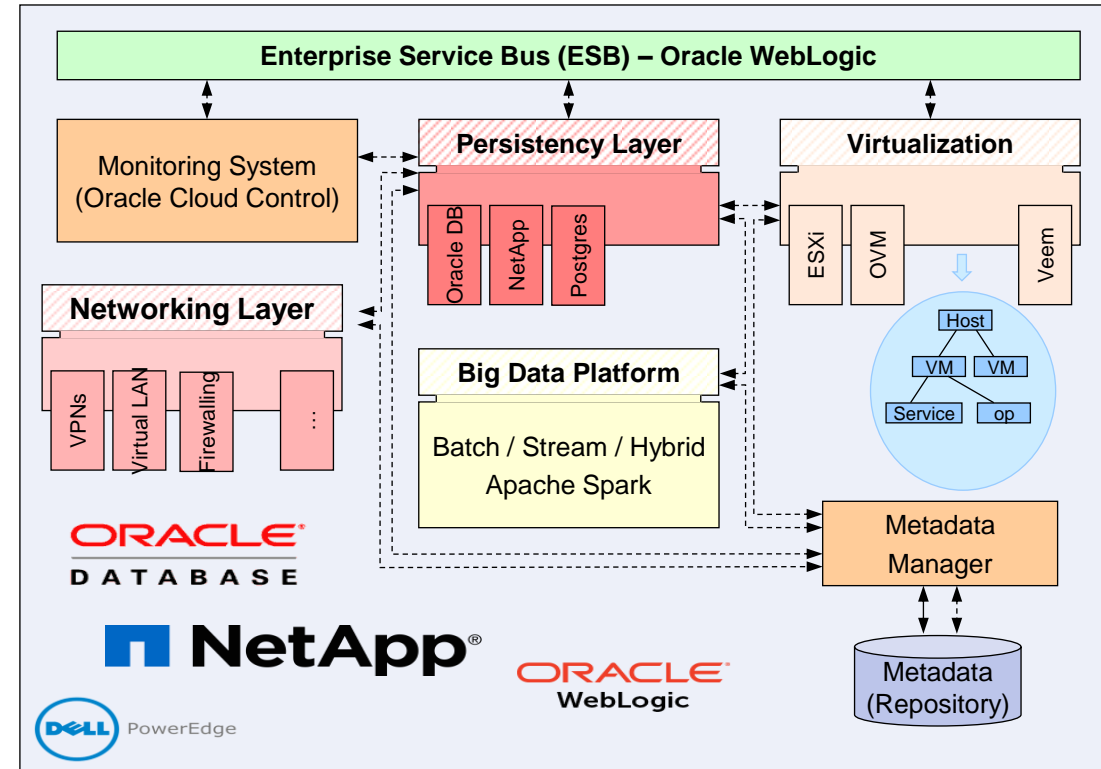 Enterprise Service Bus (ESB) – Oracle WebLogic
Monitoring System
(Oracle Cloud Control)
Persistency Layer
Oracle DB
NetApp
Postgres
Virtualization
ESXi
OVM
Veem
Host
VM
VM
Service
op
Networking Layer
VPNs
Virtual LAN
Firewalling
...
Big Data Platform
Batch / Stream / Hybrid
Apache Spark
Metadata
Manager
Metadata
(Repository)
ORACLE®
DATABASE
NetApp®
ORACLE®
WebLogic
DELL
PowerEdge